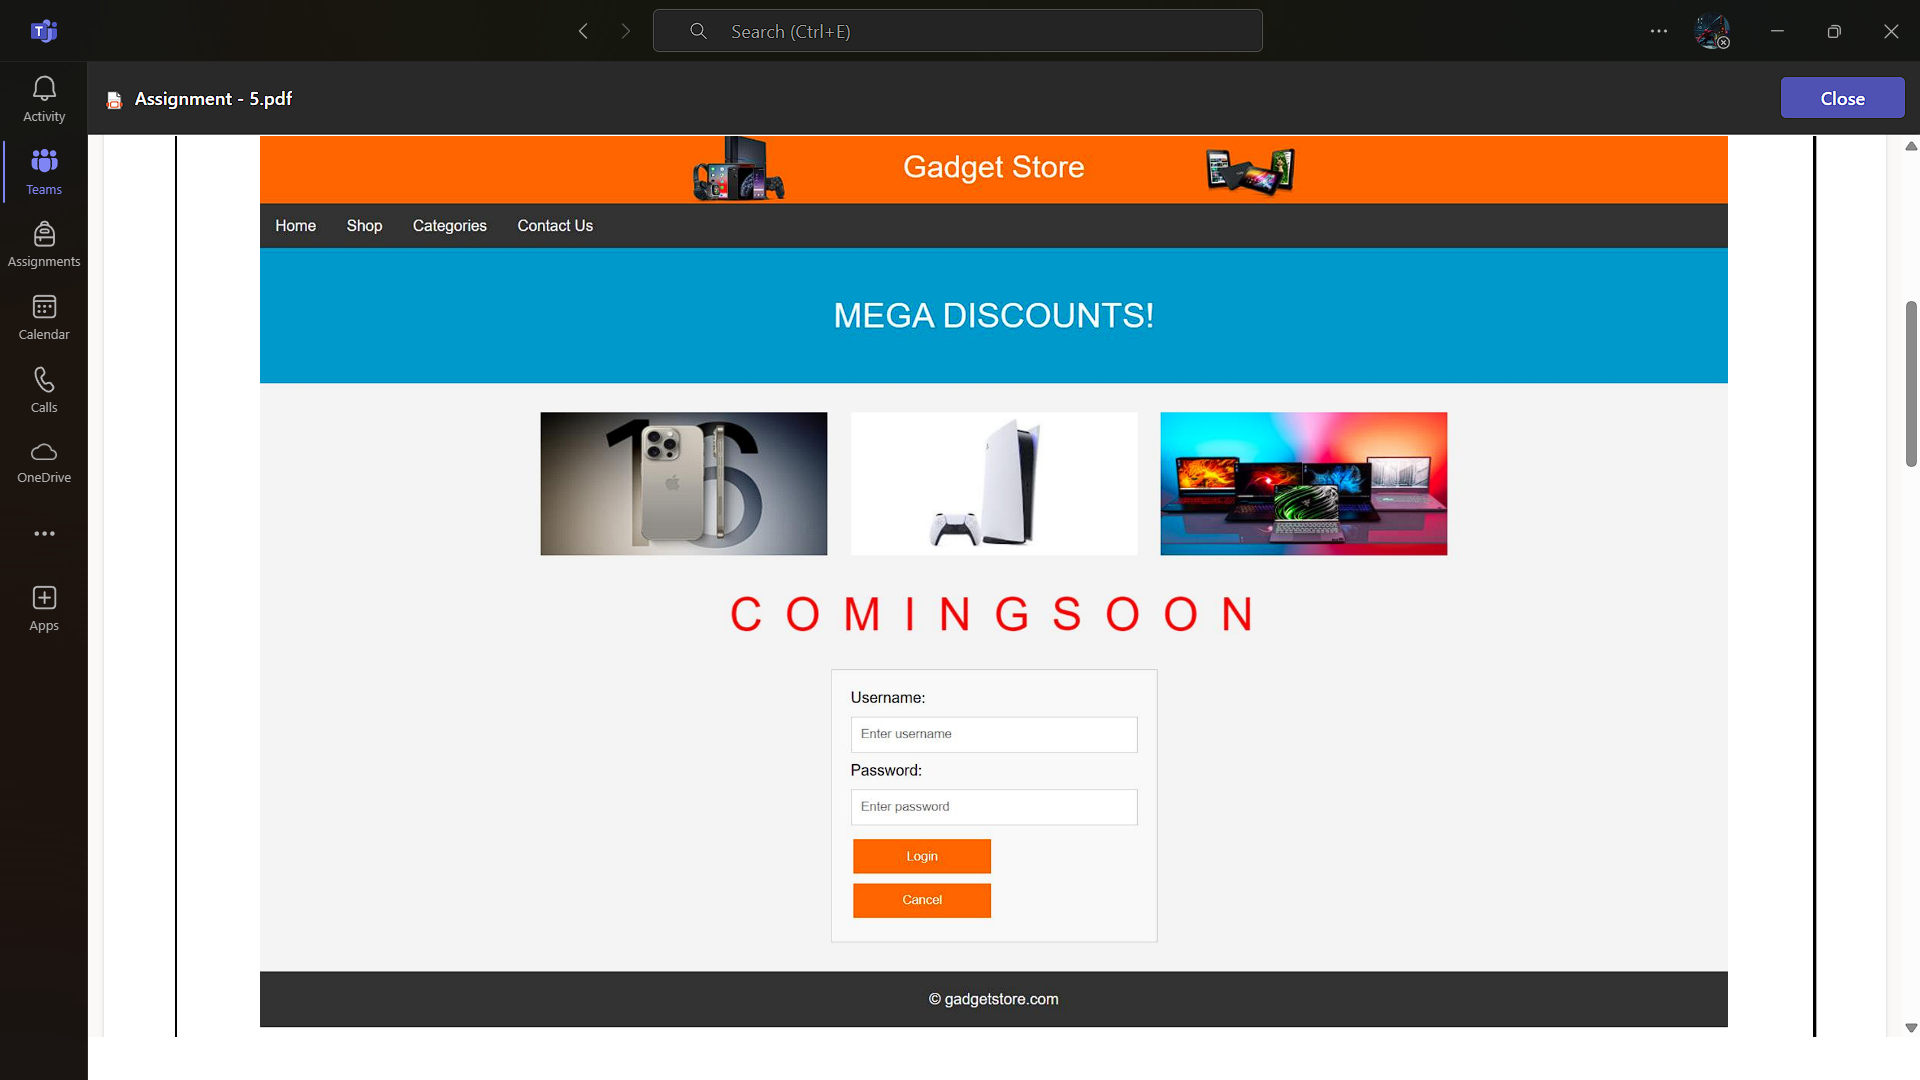 Search (Ctrl+E)
Activity
Teams
Assignments
Calendar
Calls
OneDrive
Apps
Assignment - 5.pdf
Close
Gadget Store
Home Shop Categories Contact Us
MEGA DISCOUNTS!
16
C O M I N G S O O N
Username:
Enter username
Password:
Enter password
Login
Cancel
© gadgetstore.com